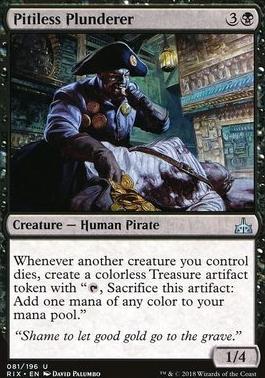 Pitiless Plunderer 3
Creature — Human Pirate
Whenever another creature you control
dies, create a colorless Treasure artifact
token with “, Sacrifice this artifact:
Add one mana of any color to your
mana pool.”
“Shame to let good gold go to the grave.”
1/4
081/196 U
RIX • EN DAVID PALUMBO
™ & © 2018 Wizards of the Coast